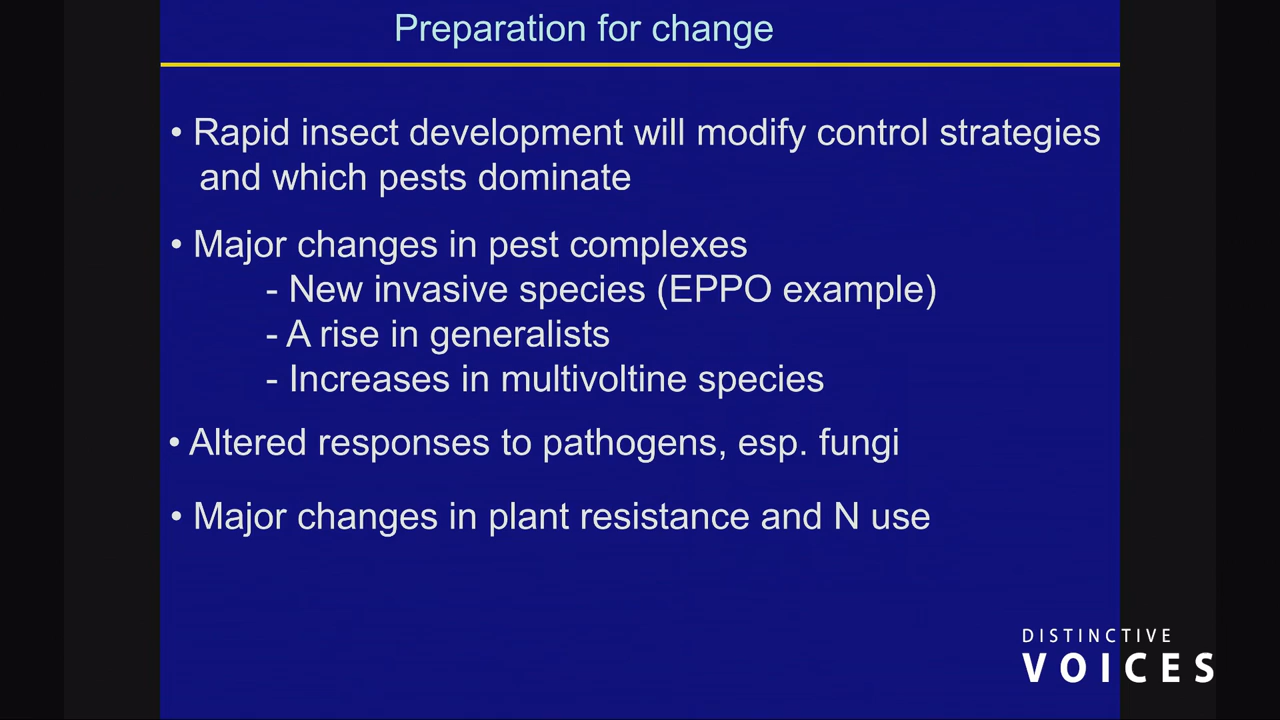 Preparation for change
• Rapid insect development will modify control strategies
and which pests dominate
• Major changes in pest complexes
- New invasive species (EPPO example)
- A rise in generalists
- Increases in multivoltine species
• Altered responses to pathogens, esp. fungi
• Major changes in plant resistance and N use
DISTINCTIVE
VOICES